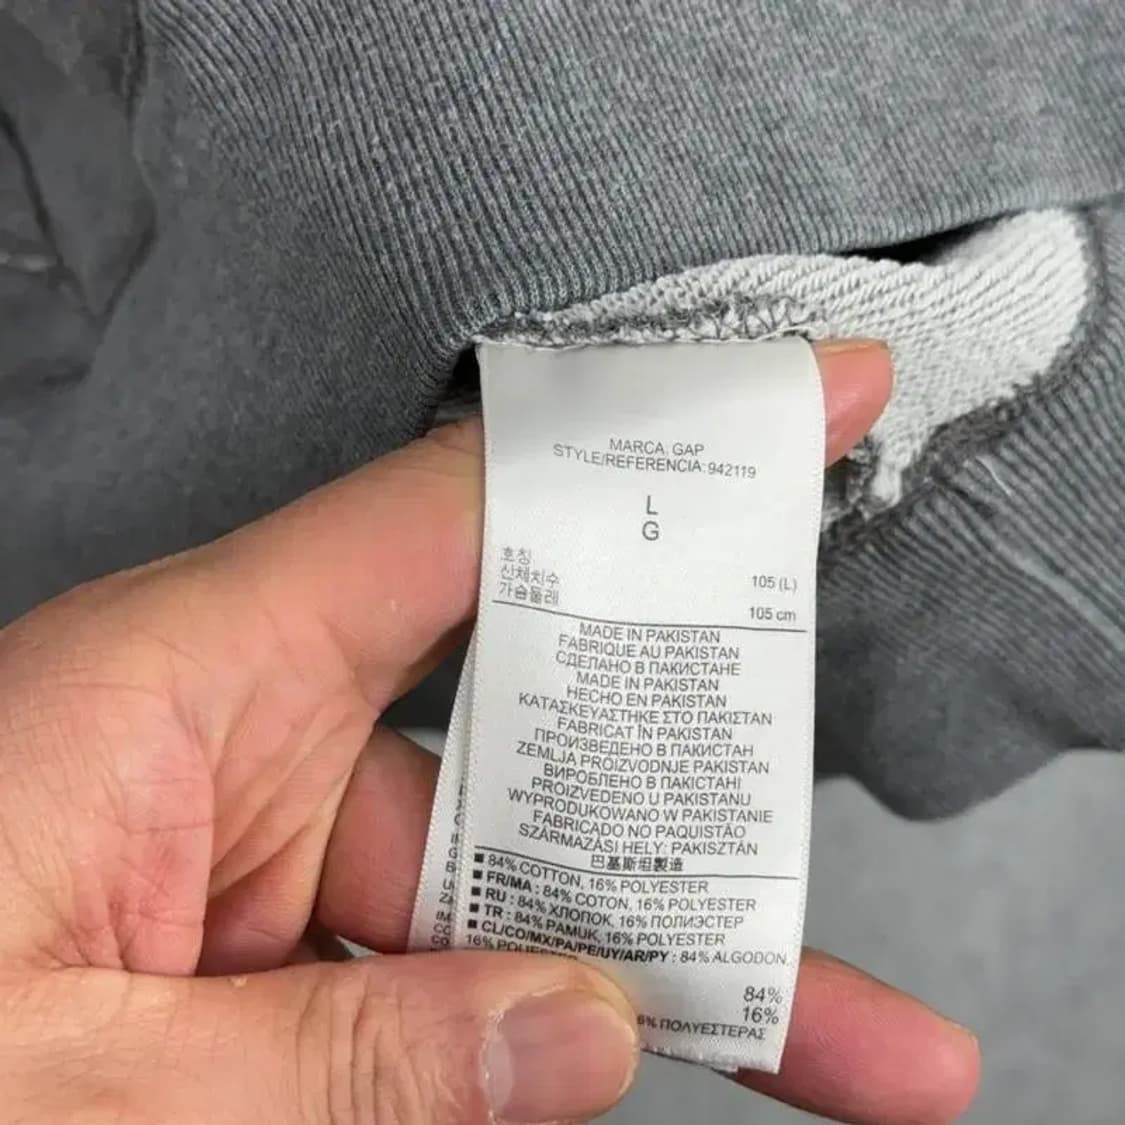 MARCA: GAP
STYLE/REFERENCIA: 942119
L
G
호칭
신체치수 105 (L)
가슴둘레 105 cm
MADE IN PAKISTAN
FABRIQUE AU PAKISTAN
СДЕЛАНО В ПАКИСТАНЕ
MADE IN PAKISTAN
HECHO EN PAKISTAN
ΚΑΤΑΣΚΕΥΑΣΤΗΚΕ ΣΤΟ ΠΑΚΙΣΤΑΝ
FABRICAT ÎN PAKISTAN
ПРОИЗВЕДЕНО В ПАКИСТАН
ZEMLJA PROIZVODNJE PAKISTAN
ВИРОБЛЕНО В ПАКИСТАНІ
PROIZVEDENO U PAKISTANU
WYPRODUKOWANO W PAKISTANIE
FABRICADO NO PAQUISTÃO
SZÁRMAZÁSI HELY: PAKISZTÁN
巴基斯坦製造
■ 84% COTTON, 16% POLYESTER
■ FR/MA : 84% COTON, 16% POLYESTER
■ RU : 84% ХЛОПОК, 16% ПОЛИЭСТЕР
■ TR : 84% PAMUK, 16% POLYESTER
■ CL/CO/MX/PA/PE/UY/AR/PY : 84% ALGODON,
16%
84%
16%
6% ΠΟΛΥΕΣΤΕΡΑΣ